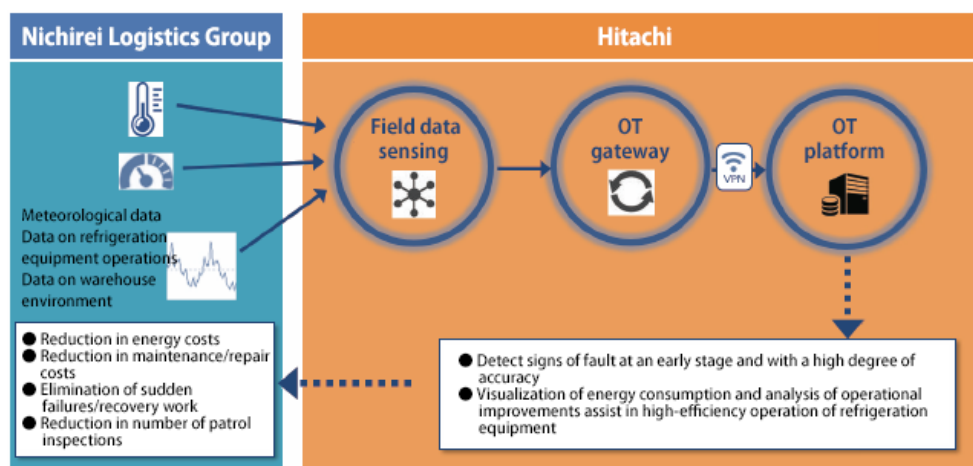 Nichirei Logistics Group
Hitachi
Field data
sensing
OT
gateway
VPN
OT
platform
Meteorological data
Data on refrigeration
equipment operations
Data on warehouse
environment
● Reduction in energy costs
● Reduction in maintenance/repair
costs
● Elimination of sudden
failures/recovery work
● Reduction in number of patrol
inspections
● Detect signs of fault at an early stage and with a high degree of
accuracy
● Visualization of energy consumption and analysis of operational
improvements assist in high-efficiency operation of refrigeration
equipment